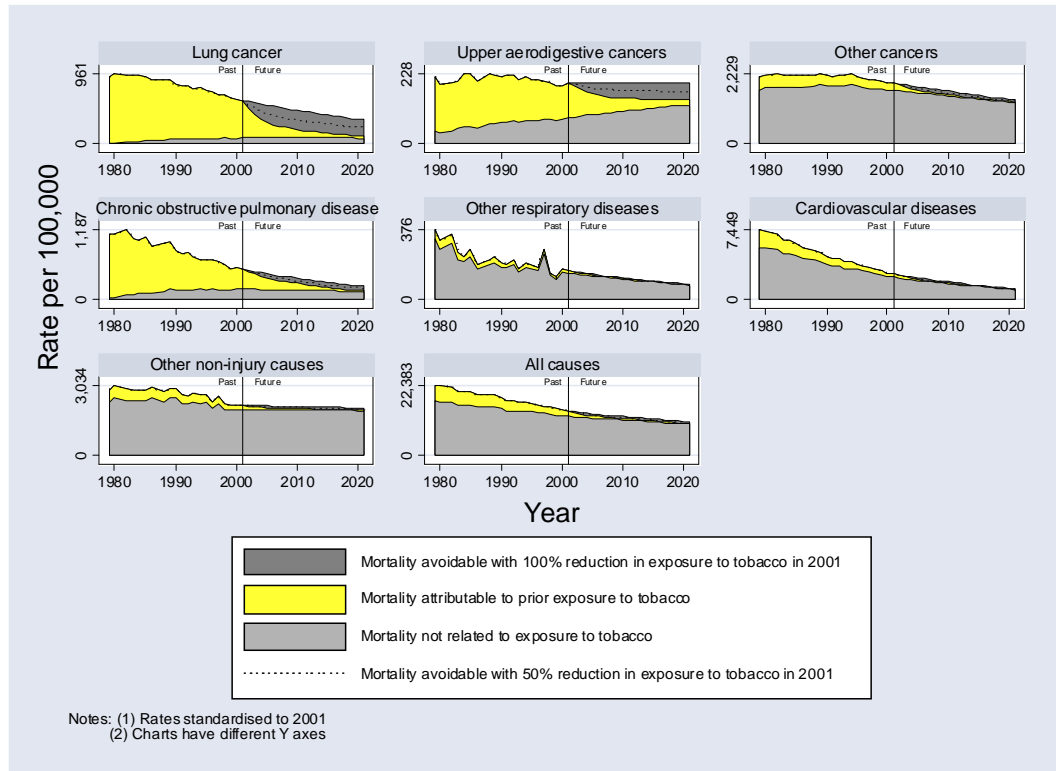 Lung cancer
Upper aerodigestive cancers
Other cancers
961
Past Future
0
1980 1990 2000 2010 2020
228
Past Future
0
1980 1990 2000 2010 2020
2,229
Past Future
0
1980 1990 2000 2010 2020
Chronic obstructive pulmonary disease
Other respiratory diseases
Cardiovascular diseases
1,187
Past Future
0
1980 1990 2000 2010 2020
376
Past Future
0
1980 1990 2000 2010 2020
7,449
Past Future
0
1980 1990 2000 2010 2020
Other non-injury causes
All causes
3,034
Past Future
0
1980 1990 2000 2010 2020
22,383
Past Future
0
1980 1990 2000 2010 2020
Rate per 100,000
Year
Mortality avoidable with 100% reduction in exposure to tobacco in 2001
Mortality attributable to prior exposure to tobacco
Mortality not related to exposure to tobacco
Mortality avoidable with 50% reduction in exposure to tobacco in 2001
Notes: (1) Rates standardised to 2001
(2) Charts have different Y axes